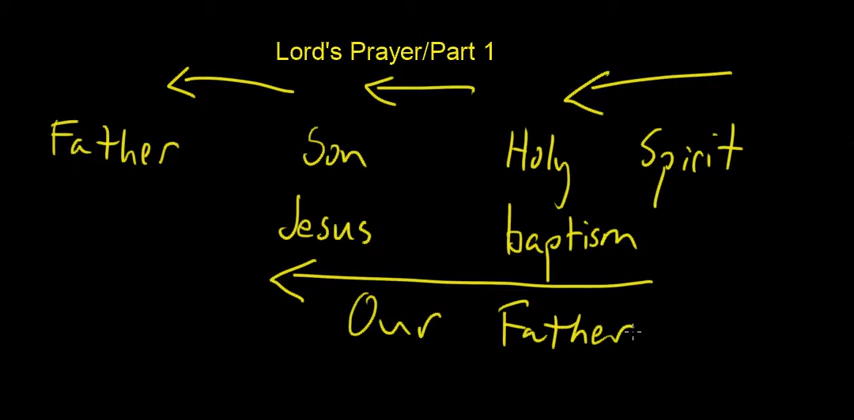 Lord's Prayer/Part 1
Father Son Holy Spirit
Jesus baptism
Our Father